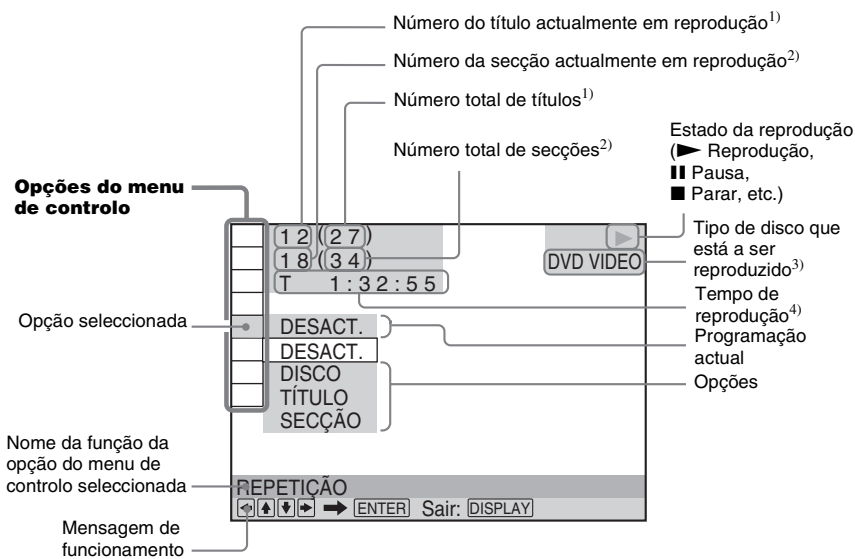 Número do título actualmente em reprodução1)
Número da secção actualmente em reprodução2)
Número total de títulos1)
Número total de secções2)
Estado da reprodução
(► Reprodução,
▮▮ Pausa,
■ Parar, etc.)
Opções do menu
de controlo
12 (27)
18 (34)
T 1:32:55
►
DVD VIDEO
Tipo de disco que
está a ser
reproduzido3)
Tempo de
reprodução4)
Programação
actual
Opções
Opção seleccionada
DESACT.
DESACT.
DISCO
TÍTULO
SECÇÃO
Nome da função da
opção do menu de
controlo seleccionada
REPETIÇÃO
← ↑ ↓ → ➡ ENTER Sair: DISPLAY
Mensagem de
funcionamento